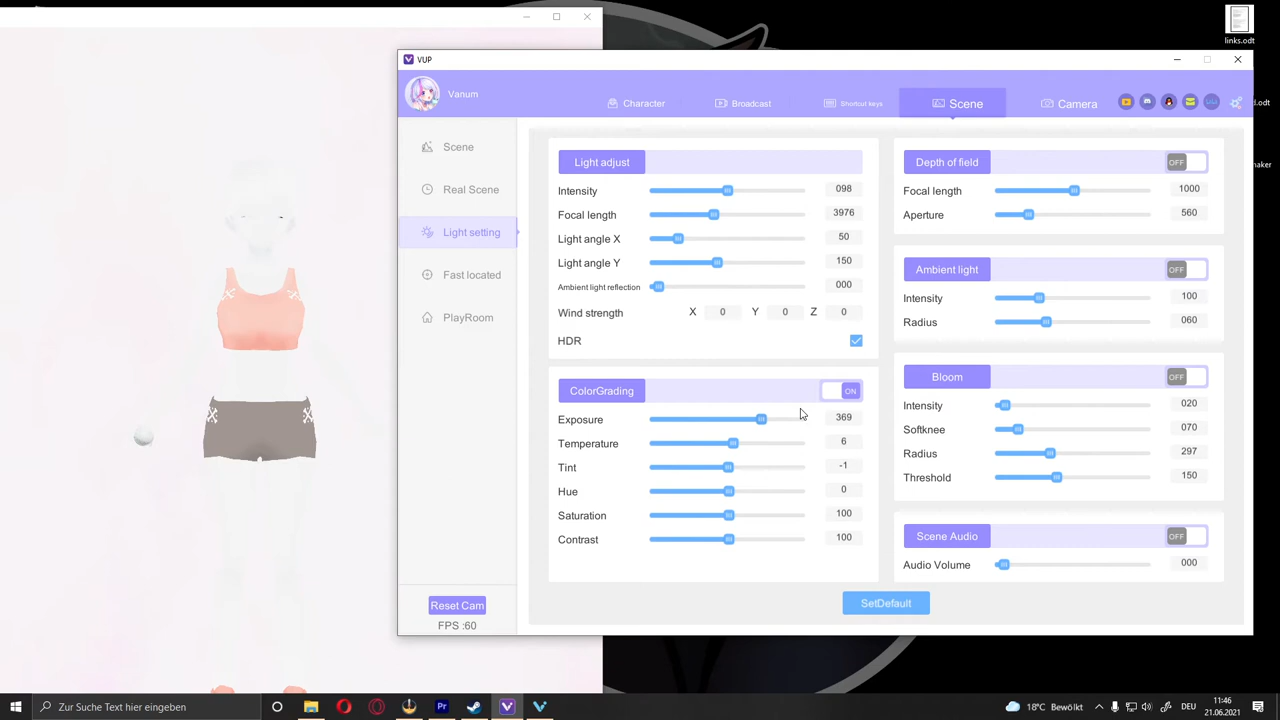 links.odt
VUP
Vanum
Character
Broadcast
Shortcut keys
Scene
Camera
Scene
Real Scene
Light setting
Fast located
PlayRoom
Reset Cam
FPS :60
Light adjust
Intensity 098
Focal length 3976
Light angle X 50
Light angle Y 150
Ambient light reflection 000
Wind strength X 0 Y 0 Z 0
HDR
ColorGrading ON
Exposure 369
Temperature 6
Tint -1
Hue 0
Saturation 100
Contrast 100
Depth of field OFF
Focal length 1000
Aperture 560
Ambient light OFF
Intensity 100
Radius 060
Bloom OFF
Intensity 020
Softknee 070
Radius 297
Threshold 150
Scene Audio OFF
Audio Volume 000
SetDefault
d.odt
maker
Zur Suche Text hier eingeben
Pr
18°C Bewölkt
DEU
11:46
21.06.2021